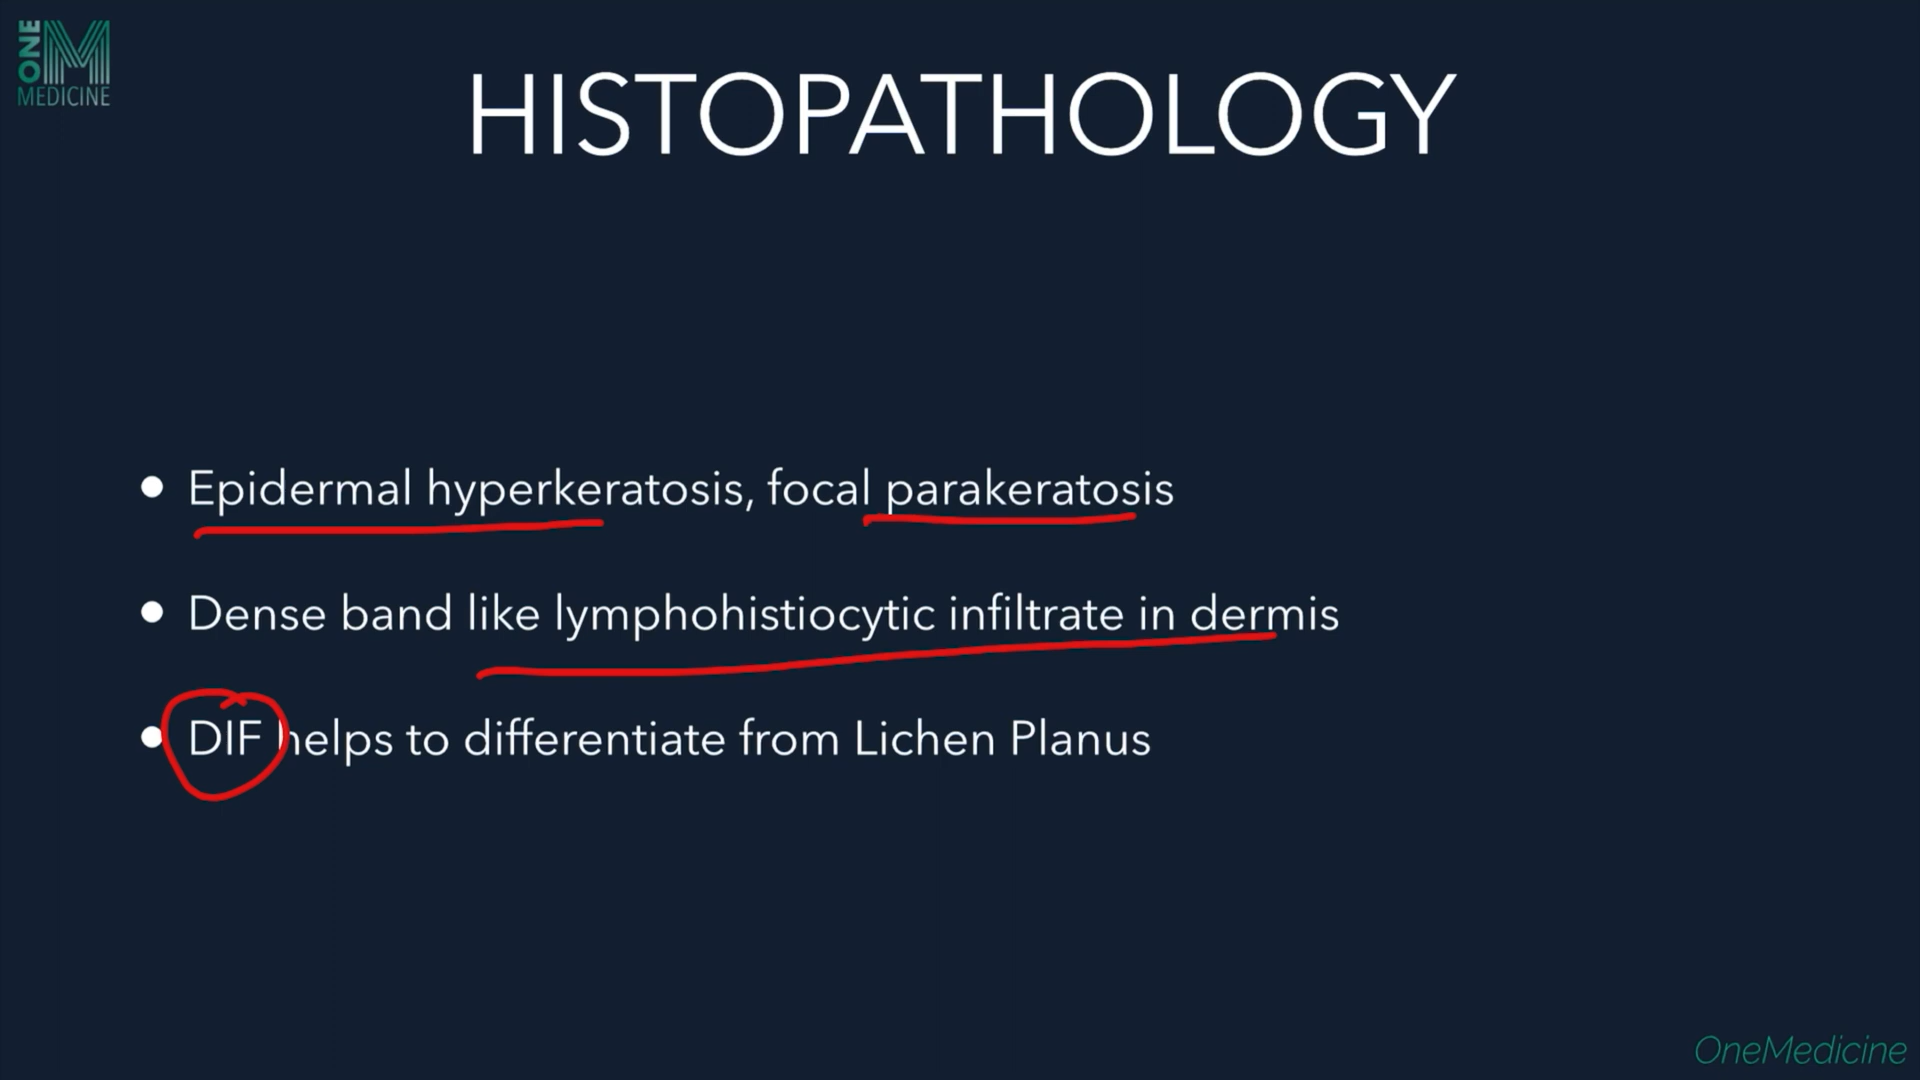 ONE
MEDICINE
HISTOPATHOLOGY
• Epidermal hyperkeratosis, focal parakeratosis
• Dense band like lymphohistiocytic infiltrate in dermis
• DIF helps to differentiate from Lichen Planus
OneMedicine